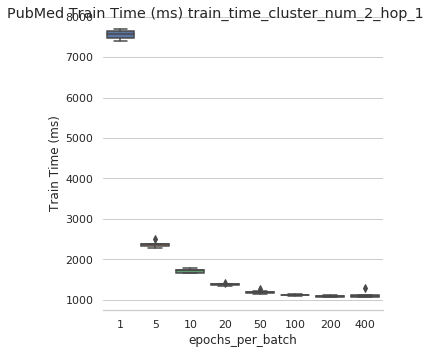 PubMed Train Time (ms) train_time_cluster_num_2_hop_1
8000
7000
6000
5000
4000
3000
2000
1000
Train Time (ms)
1 5 10 20 50 100 200 400
epochs_per_batch